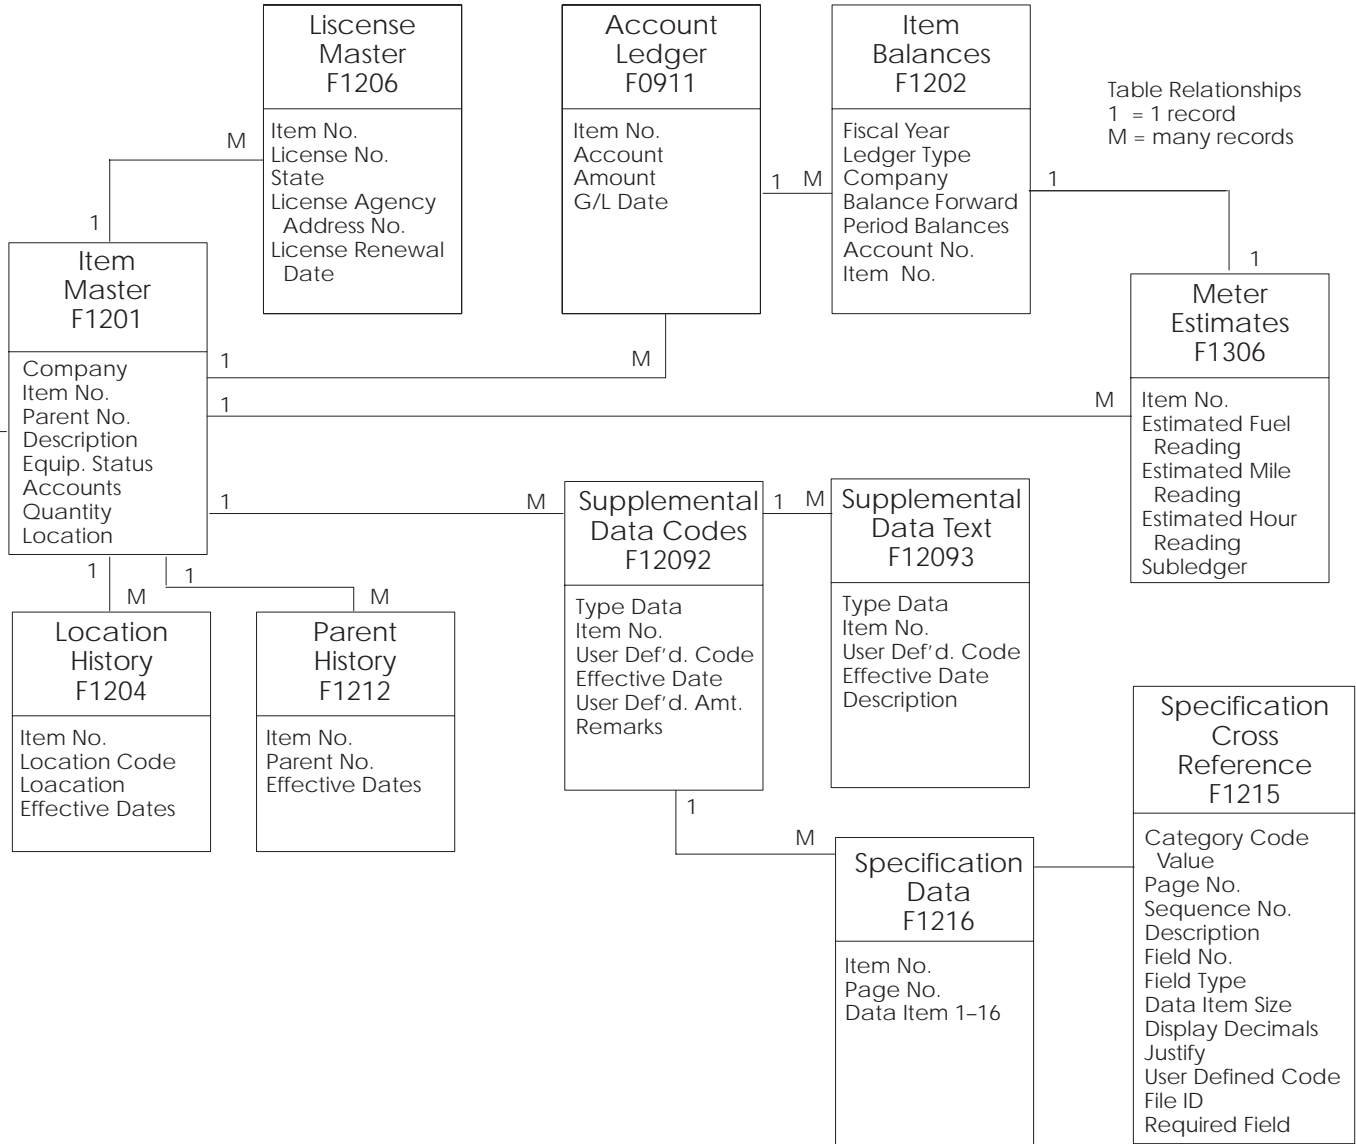 Liscense
Master
F1206
Item No.
License No.
State
License Agency
Address No.
License Renewal
Date
Account
Ledger
F0911
Item No.
Account
Amount
G/L Date
Item
Balances
F1202
Fiscal Year
Ledger Type
Company
Balance Forward
Period Balances
Account No.
Item No.
Table Relationships
1 = 1 record
M = many records
M
1
1 M
1
1
Item
Master
F1201
Company
Item No.
Parent No.
Description
Equip. Status
Accounts
Quantity
Location
1
M
1
M
1
M
Meter
Estimates
F1306
Item No.
Estimated Fuel
Reading
Estimated Mile
Reading
Estimated Hour
Reading
Subledger
Supplemental
Data Codes
F12092
Type Data
Item No.
User Def'd. Code
Effective Date
User Def'd. Amt.
Remarks
1 M
Supplemental
Data Text
F12093
Type Data
Item No.
User Def'd. Code
Effective Date
Description
1
M
1
M
Location
History
F1204
Item No.
Location Code
Loacation
Effective Dates
Parent
History
F1212
Item No.
Parent No.
Effective Dates
1
M
Specification
Data
F1216
Item No.
Page No.
Data Item 1–16
Specification
Cross
Reference
F1215
Category Code
Value
Page No.
Sequence No.
Description
Field No.
Field Type
Data Item Size
Display Decimals
Justify
User Defined Code
File ID
Required Field